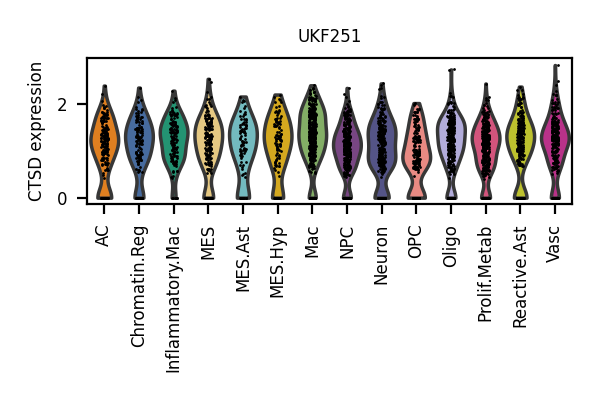 UKF251
CTSD expression
2
0
AC
Chromatin.Reg
Inflammatory.Mac
MES
MES.Ast
MES.Hyp
Mac
NPC
Neuron
OPC
Oligo
Prolif.Metab
Reactive.Ast
Vasc